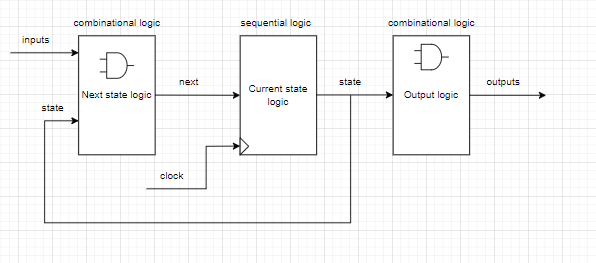 combinational logic
sequential logic
combinational logic
inputs
Next state logic
next
Current state
logic
state
Output logic
outputs
state
clock